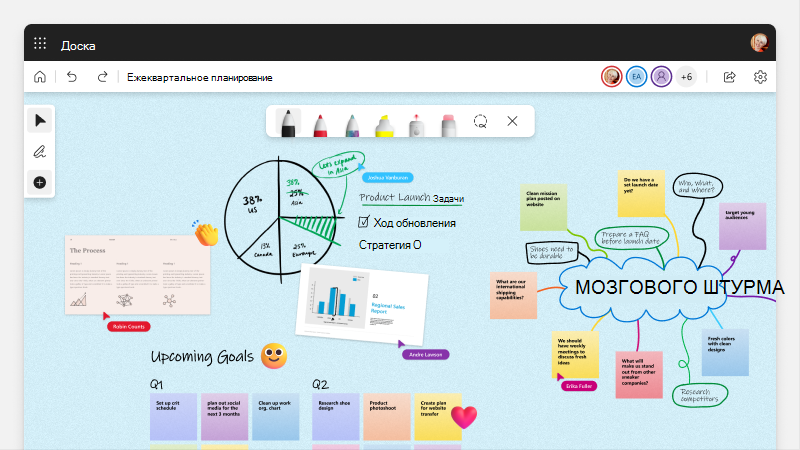 Доска
Ежеквартальное планирование
EA
+6
Let's expand
in Asia
Joshua Vanburen
38%
US
38%
25%
Asia
13%
Canada
25%
Europe
Product Launch Задачи
Ход обновления
Стратегия О
The Process
Robin Counts
02
Regional Sales
Report
Andre Lawson
Clean mission
plan posted on
website
Do we have a
set launch date
yet?
Who, what,
and where?
target young
audiences
Prepare a FAQ
before launch date
Shoes need to
be durable
What are our
international
shipping
capabilities?
МОЗГОВОГО ШТУРМА
We should
have weekly
meetings to
discuss fresh
ideas
Erika Fuller
What will
make us stand
out from other
sneaker
companies?
Fresh colors
with clean
designs
Research
competitors
Upcoming Goals
Q1
Q2
Set up crit
schedule
plan out social
media for the
next 3 months
Clean up work
org. chart
Research shoe
design
Product
photoshoot
Create plan
for website
transfer